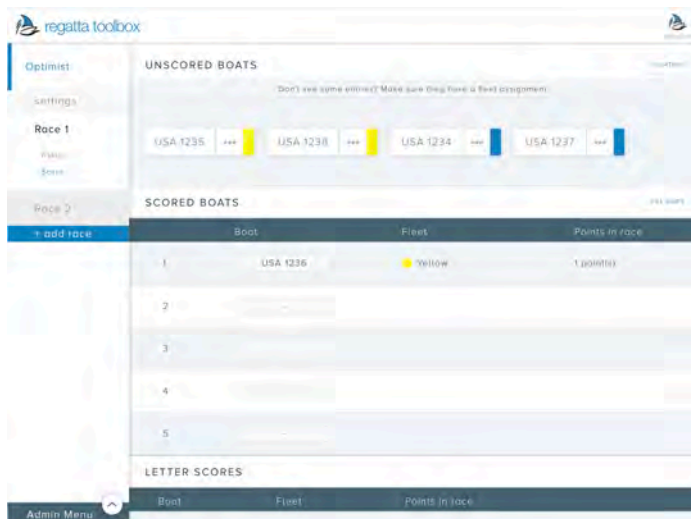 regatta toolbox
Optimist
UNSCORED BOATS
Don't see some entries? Make sure they have a fleet assignment.
settings
Race 1
USA 1235
USA 1238
USA 1234
USA 1237
Score
Race 2
SCORED BOATS
+ add race
Boat Fleet Points in race
1 USA 1236 Yellow 1 point(s)
2 -
3
4
5
LETTER SCORES
Boat Fleet Points in race
Admin Menu